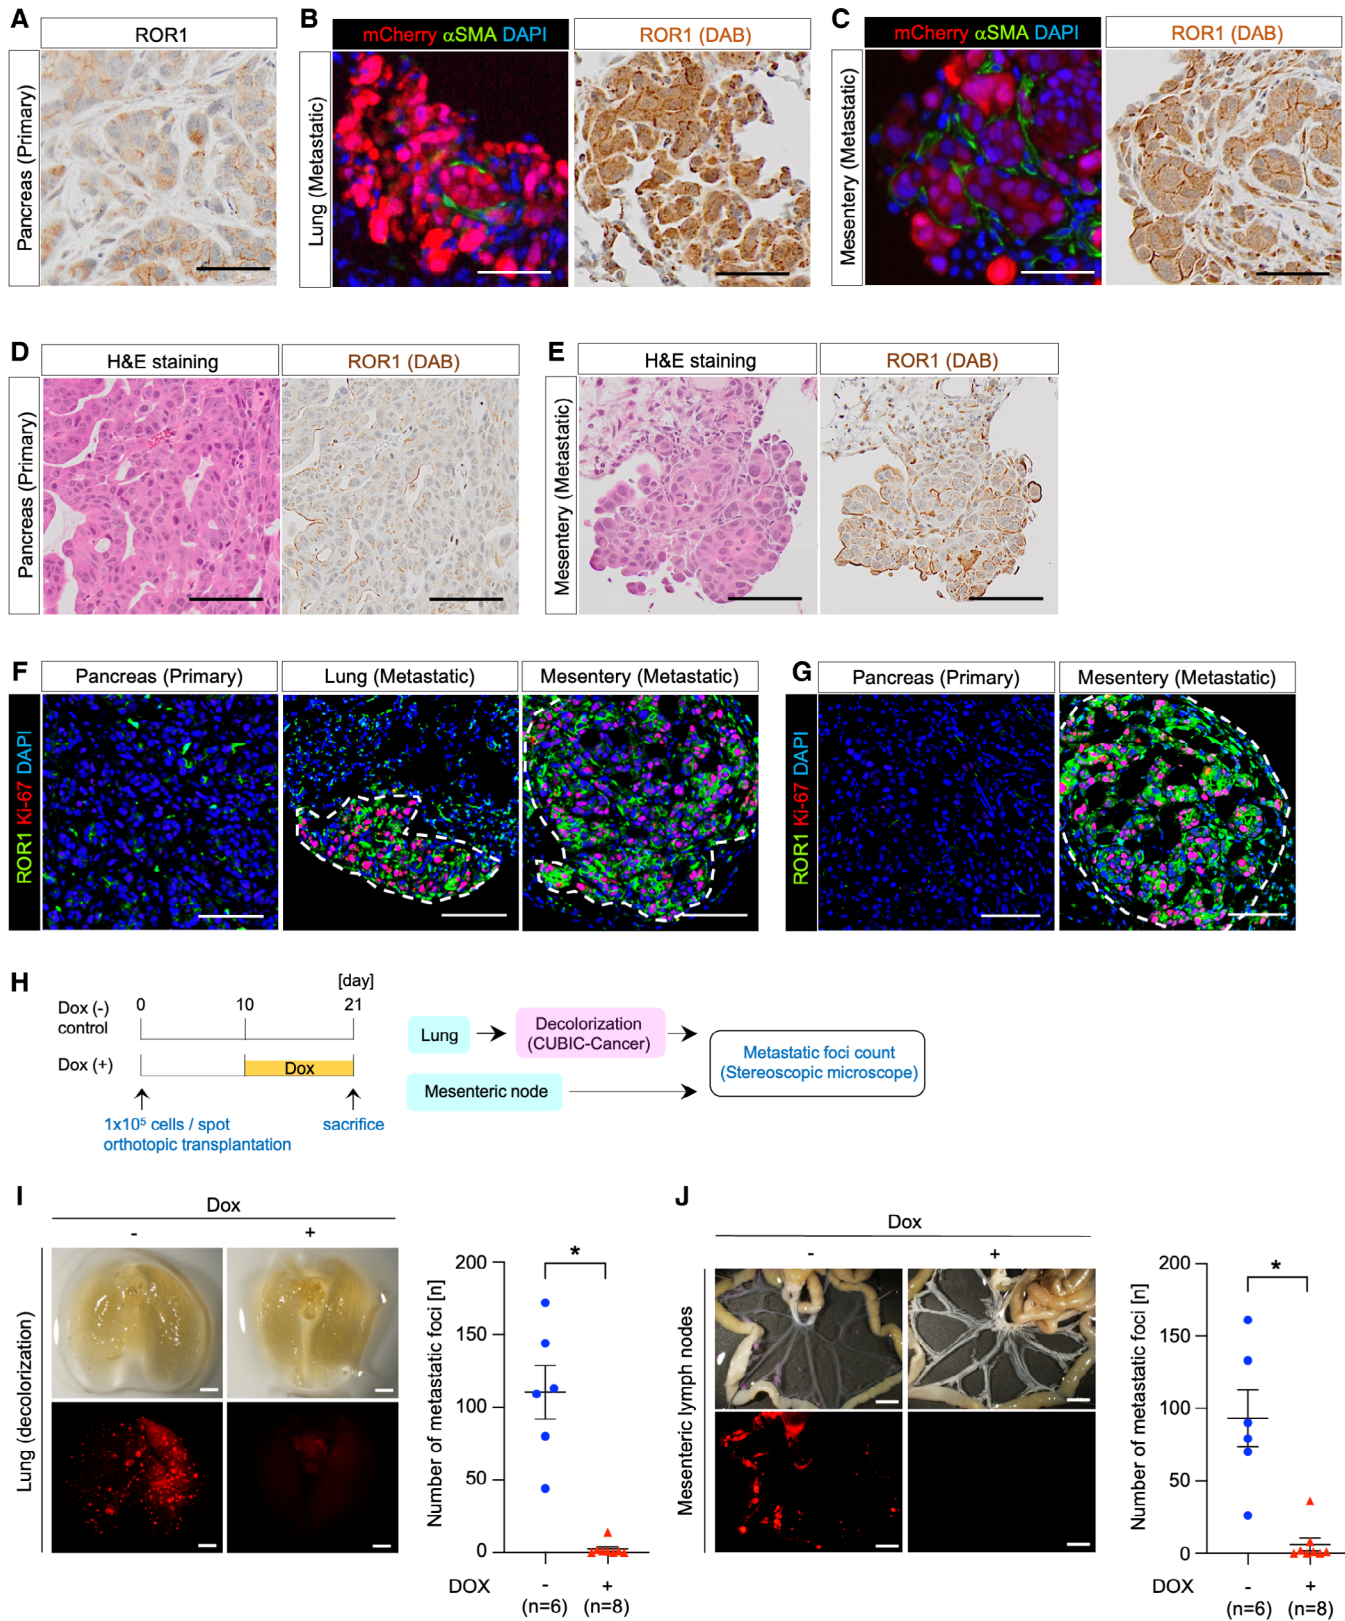 A
ROR1
Pancreas (Primary)
B
mCherry αSMA DAPI
ROR1 (DAB)
Lung (Metastatic)
C
mCherry αSMA DAPI
ROR1 (DAB)
Mesentery (Metastatic)
D
H&E staining
ROR1 (DAB)
Pancreas (Primary)
E
H&E staining
ROR1 (DAB)
Mesentery (Metastatic)
F
Pancreas (Primary)
Lung (Metastatic)
Mesentery (Metastatic)
ROR1 Ki-67 DAPI
G
Pancreas (Primary)
Mesentery (Metastatic)
ROR1 Ki-67 DAPI
H
[day]
Dox (-)
control
0
10
21
Dox (+)
Dox
1x10⁵ cells / spot
orthotopic transplantation
sacrifice
Lung
Decolorization
(CUBIC-Cancer)
Mesenteric node
Metastatic foci count
(Stereoscopic microscope)
I
Dox
-
+
Lung (decolorization)
Number of metastatic foci [n]
200
150
100
50
0
*
DOX
-
+
(n=6)
(n=8)
J
Dox
-
+
Mesenteric lymph nodes
Number of metastatic foci [n]
200
150
100
50
0
*
DOX
-
+
(n=6)
(n=8)